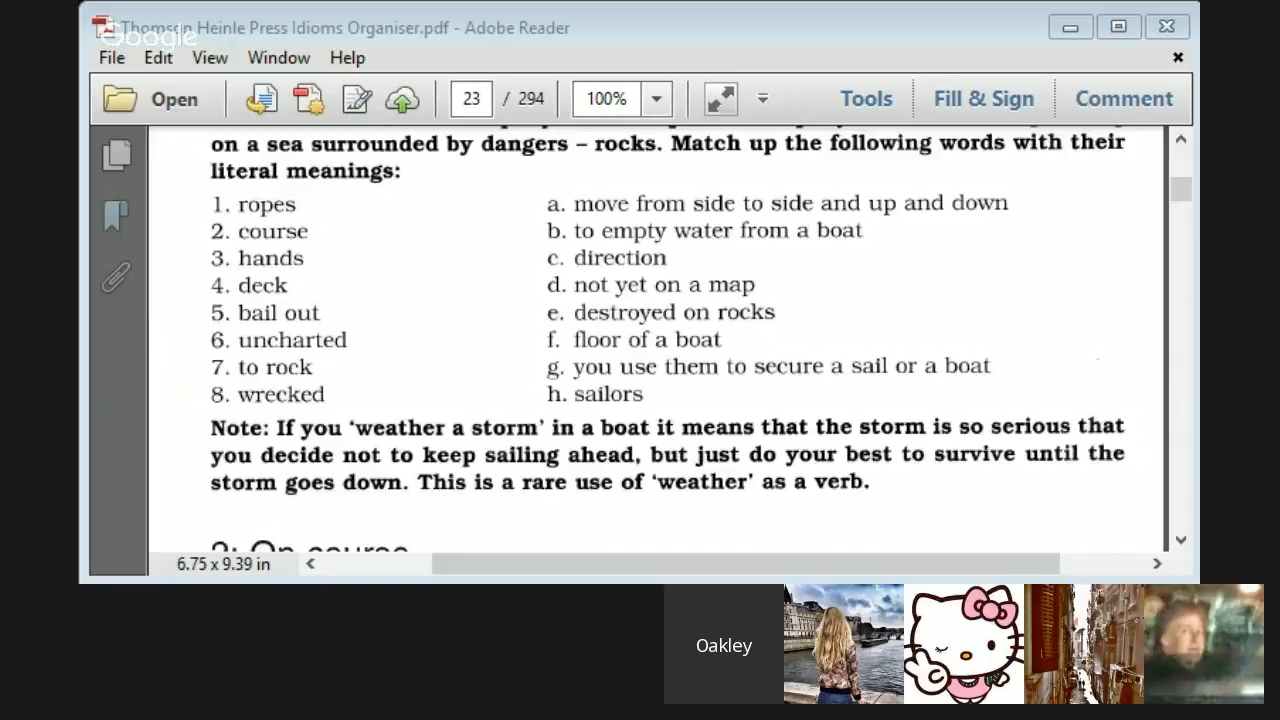 Thomson Heinle Press Idioms Organiser.pdf - Adobe Reader
Google
File Edit View Window Help
Open 23 / 294 100% Tools Fill & Sign Comment
on a sea surrounded by dangers – rocks. Match up the following words with their
literal meanings:
1. ropes a. move from side to side and up and down
2. course b. to empty water from a boat
3. hands c. direction
4. deck d. not yet on a map
5. bail out e. destroyed on rocks
6. uncharted f. floor of a boat
7. to rock g. you use them to secure a sail or a boat
8. wrecked h. sailors
Note: If you ‘weather a storm’ in a boat it means that the storm is so serious that
you decide not to keep sailing ahead, but just do your best to survive until the
storm goes down. This is a rare use of ‘weather’ as a verb.
2: On course
6.75 x 9.39 in
Oakley